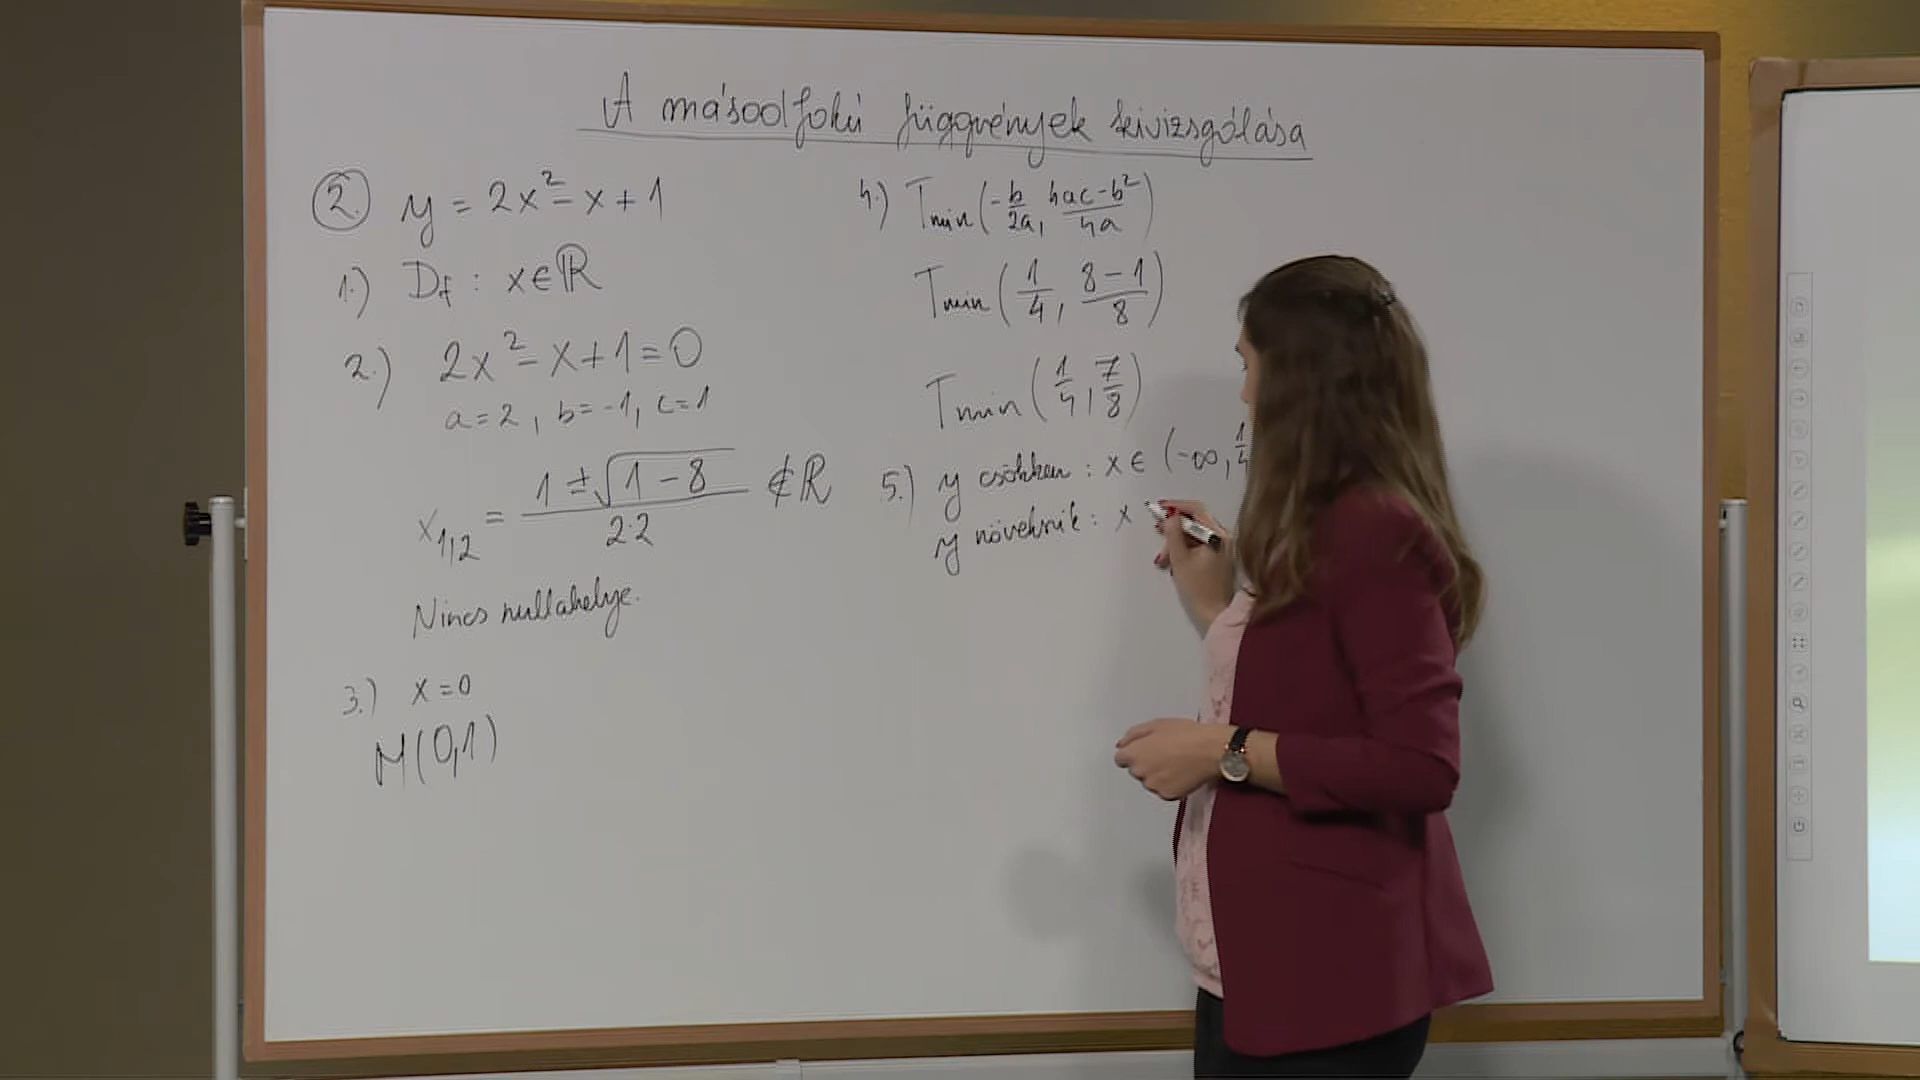 A másodfokú függvények kivizsgálása
2. y = 2x² - x + 1
1.) Df : x∈ℝ
2.) 2x² - x + 1 = 0
a = 2, b = -1, c = 1
x1,2 = (1 ± √(1 - 8)) / (2·2) ∉ ℝ
Nincs nullahelye.
3.) x = 0
M(0,1)
4.) Tmin (-b/2a, (4ac - b²)/4a)
Tmin (1/4, (8 - 1)/8)
Tmin (1/4, 7/8)
5.) y csökken : x ∈ (-∞, 1/4
y növekszik : x